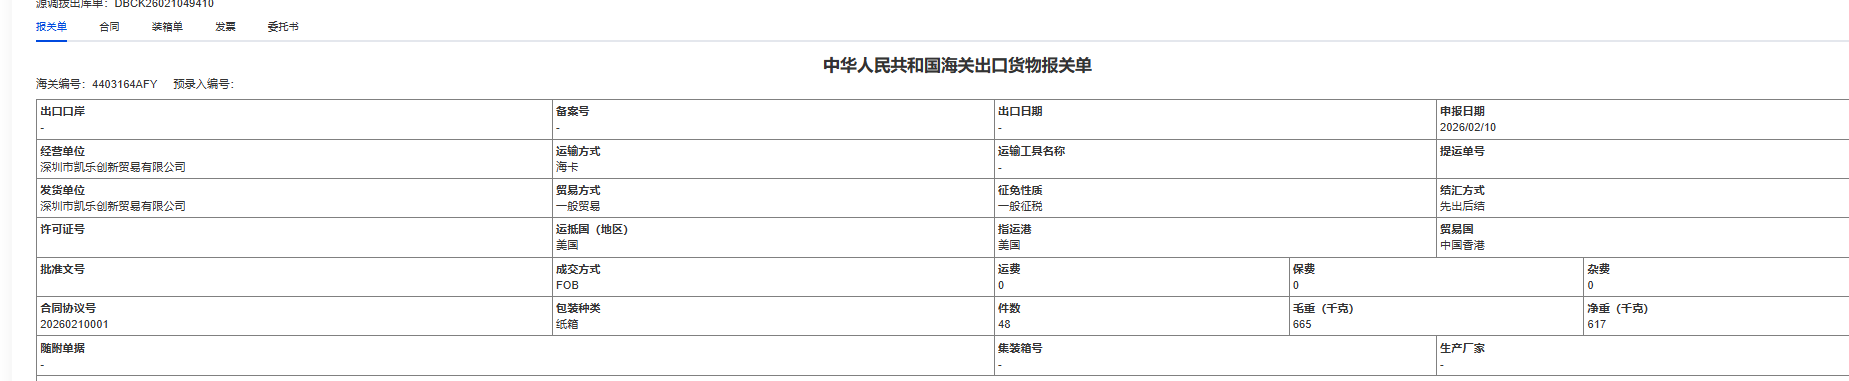 源调拨出库单：DBCK26021049410
报关单 合同 装箱单 发票 委托书
中华人民共和国海关出口货物报关单
海关编号：4403164AFY 预录入编号：
出口口岸 备案号 出口日期 申报日期
- - - 2026/02/10
经营单位 运输方式 运输工具名称 提运单号
深圳市凯乐创新贸易有限公司 海卡 -
发货单位 贸易方式 征免性质 结汇方式
深圳市凯乐创新贸易有限公司 一般贸易 一般征税 先出后结
许可证号 运抵国（地区） 指运港 贸易国
美国 美国 中国香港
批准文号 成交方式 运费 保费 杂费
FOB 0 0 0
合同协议号 包装种类 件数 毛重（千克） 净重（千克）
20260210001 纸箱 48 665 617
随附单据 集装箱号 生产厂家
- - -